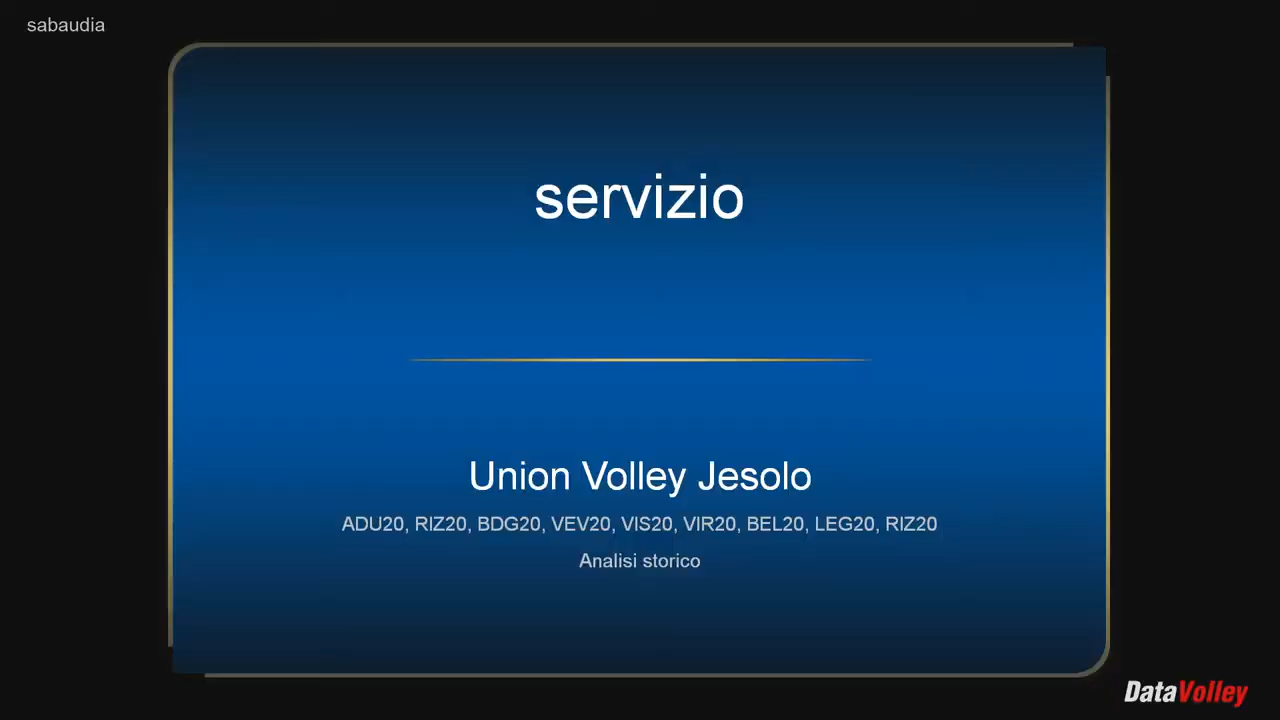 sabaudia
servizio
Union Volley Jesolo
ADU20, RIZ20, BDG20, VEV20, VIS20, VIR20, BEL20, LEG20, RIZ20
Analisi storico
DataVolley